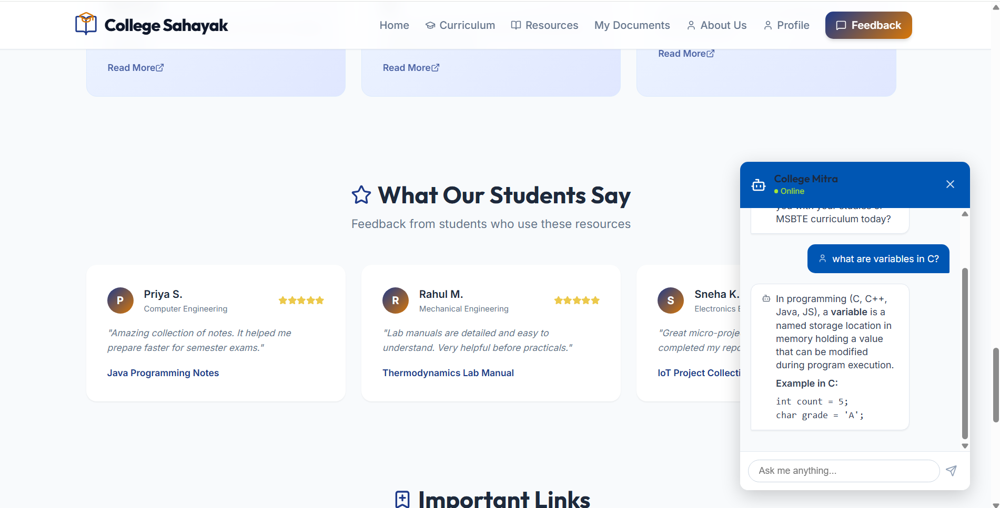 College Sahayak
Home
Curriculum
Resources
My Documents
About Us
Profile
Feedback
Read More
Read More
Read More
What Our Students Say
Feedback from students who use these resources
P
Priya S.
Computer Engineering
"Amazing collection of notes. It helped me
prepare faster for semester exams."
Java Programming Notes
R
Rahul M.
Mechanical Engineering
"Lab manuals are detailed and easy to
understand. Very helpful before practicals."
Thermodynamics Lab Manual
S
Sneha K.
Electronics
"Great micro-proje
completed my repo
IoT Project Collecti
Important Links
College Mitra
Online
you with your studies or
MSBTE curriculum today?
what are variables in C?
In programming (C, C++,
Java, JS), a variable is a
named storage location in
memory holding a value
that can be modified
during program execution.
Example in C:
int count = 5;
char grade = 'A';
Ask me anything...